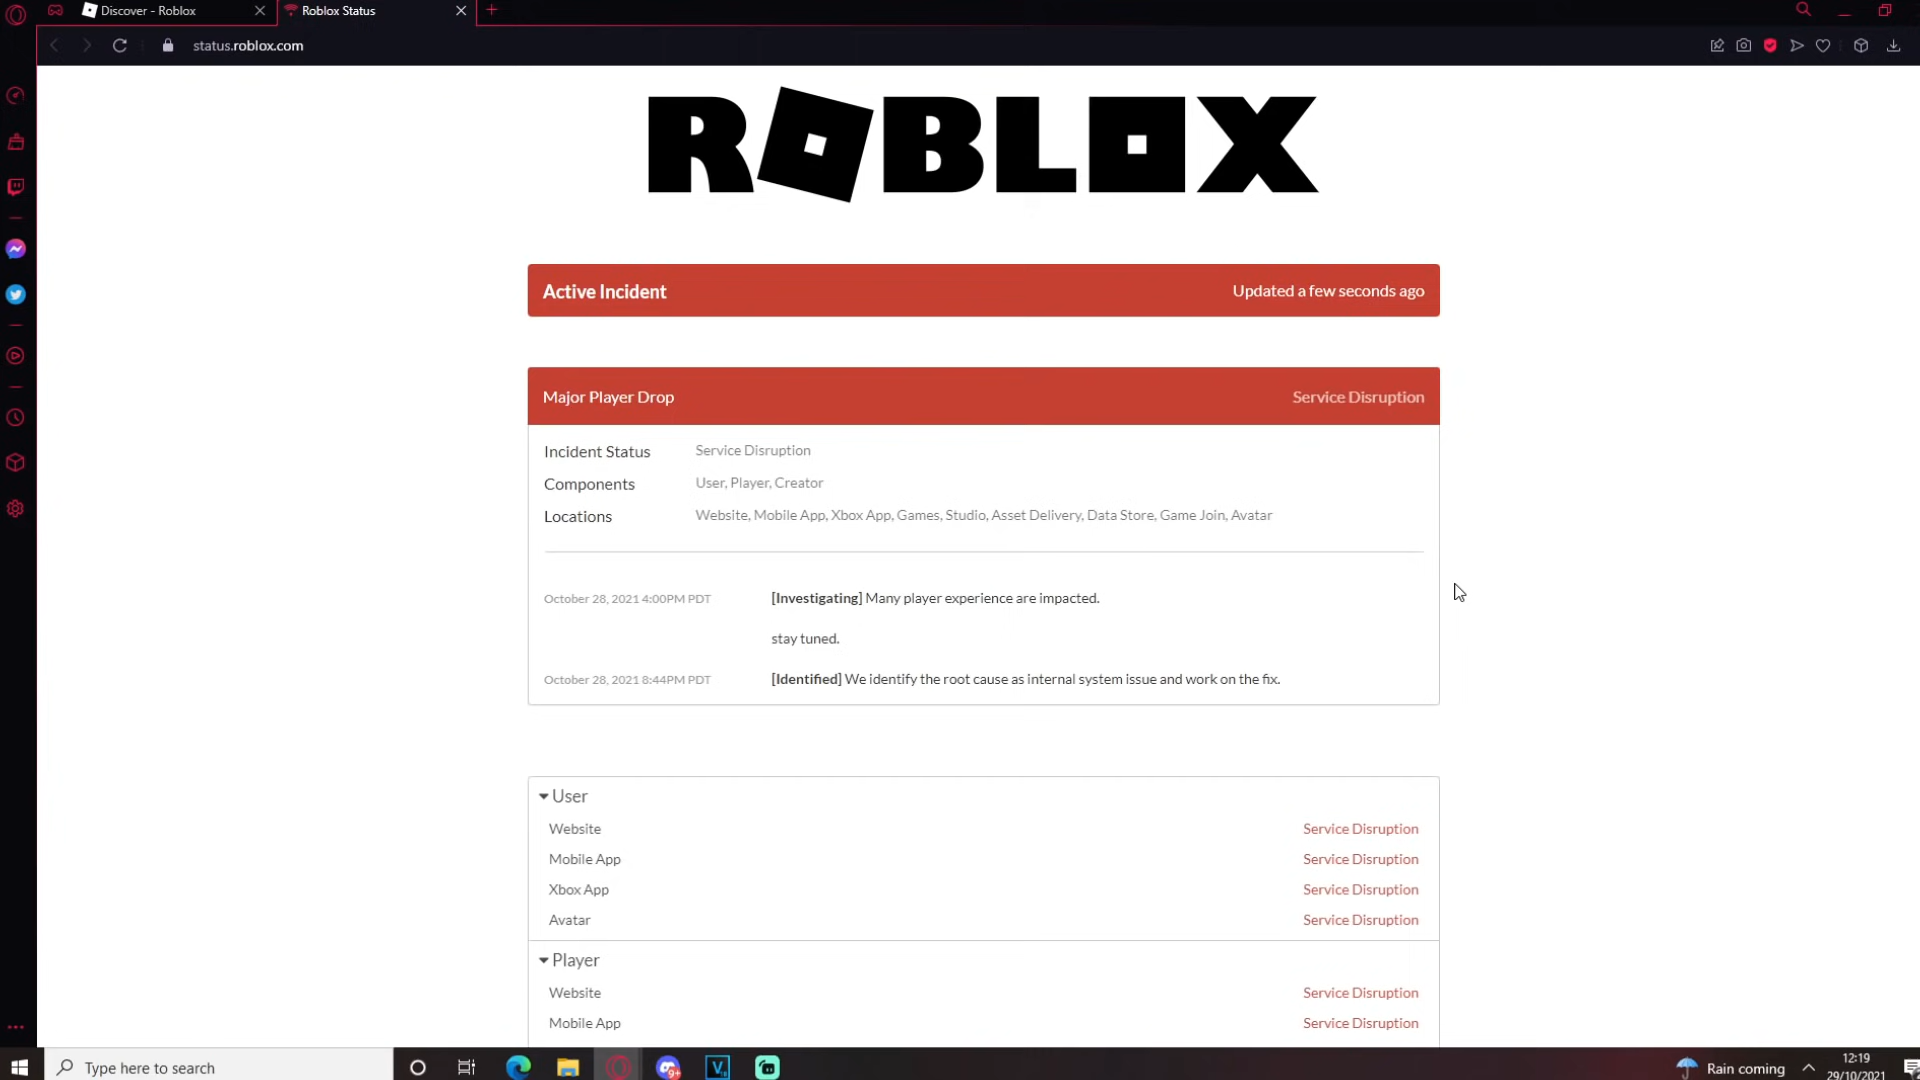 Discover - Roblox
Roblox Status
status.roblox.com
ROBLOX
Active Incident Updated a few seconds ago
Major Player Drop Service Disruption
Incident Status Service Disruption
Components User, Player, Creator
Locations Website, Mobile App, Xbox App, Games, Studio, Asset Delivery, Data Store, Game Join, Avatar
October 28, 2021 4:00PM PDT [Investigating] Many player experience are impacted.
stay tuned.
October 28, 2021 8:44PM PDT [Identified] We identify the root cause as internal system issue and work on the fix.
User
Website Service Disruption
Mobile App Service Disruption
Xbox App Service Disruption
Avatar Service Disruption
Player
Website Service Disruption
Mobile App Service Disruption
Type here to search
9+
V
Rain coming
12:19
29/10/2021